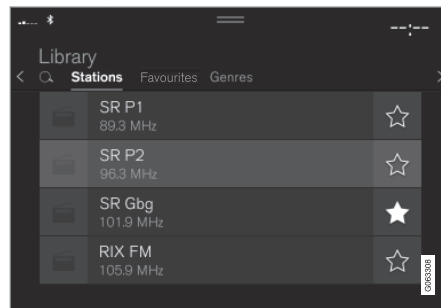 --:--
Library
Stations Favourites Genres
SR P1
89.3 MHz
SR P2
96.3 MHz
SR Gbg
101.9 MHz
RIX FM
105.9 MHz
G063308